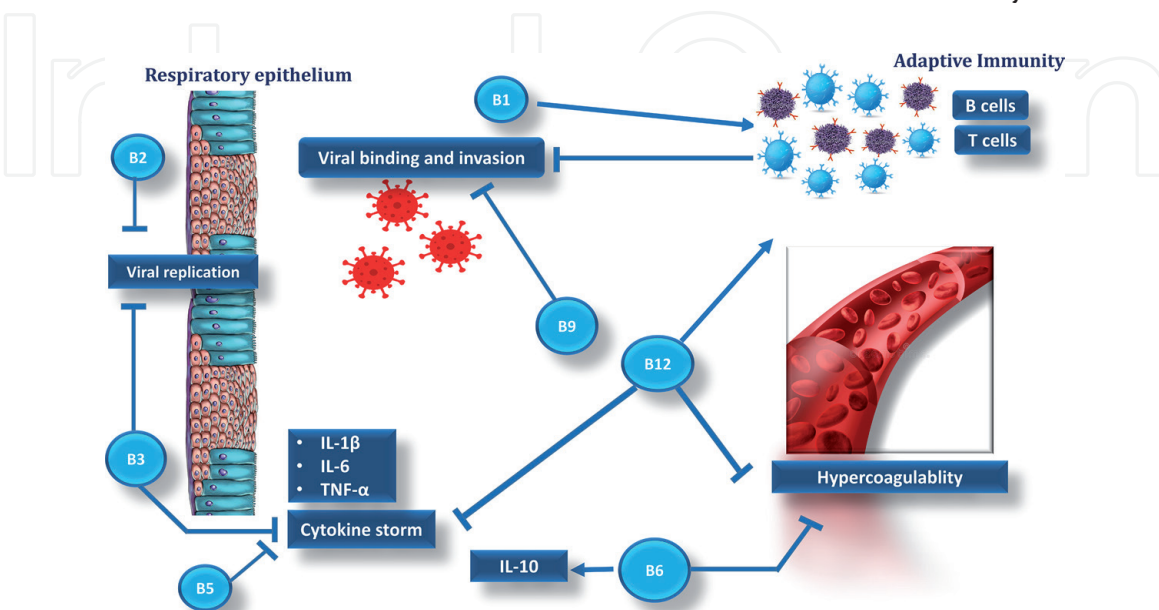 Respiratory epithelium
Adaptive Immunity
B1
B cells
T cells
B2
Viral binding and invasion
Viral replication
B9
B12
B3
• IL-1β
• IL-6
• TNF-α
Hypercoagulablity
Cytokine storm
IL-10
B6
B5